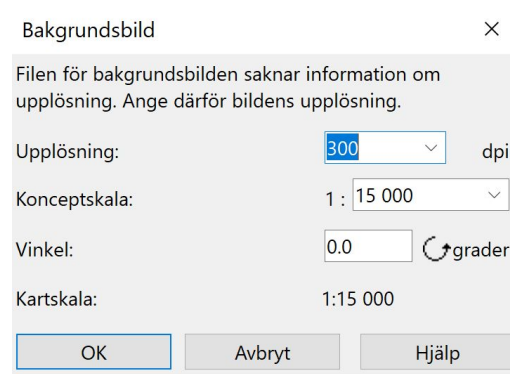 Bakgrundsbild
Filen för bakgrundsbilden saknar information om
upplösning. Ange därför bildens upplösning.
Upplösning: 300 dpi
Konceptskala: 1 : 15 000
Vinkel: 0.0 grader
Kartskala: 1:15 000
OK Avbryt Hjälp